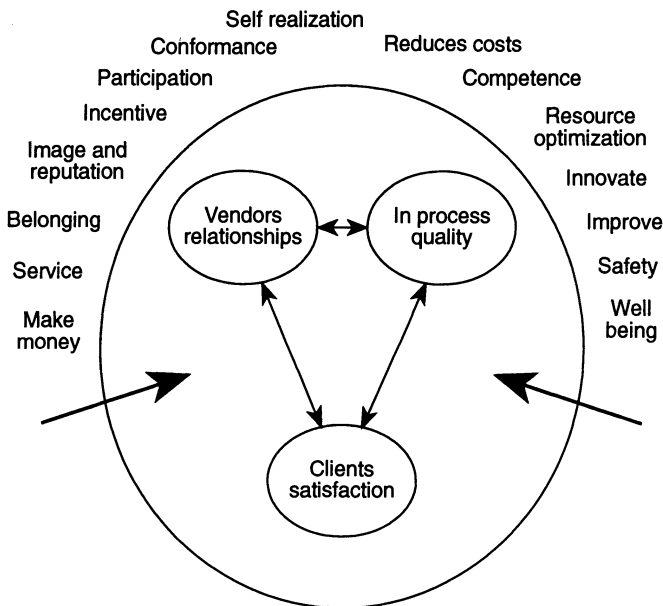 Self realization
Conformance
Reduces costs
Participation
Competence
Incentive
Resource
optimization
Image and
reputation
Innovate
Vendors
relationships
In process
quality
Belonging
Improve
Service
Safety
Make
money
Well
being
Clients
satisfaction